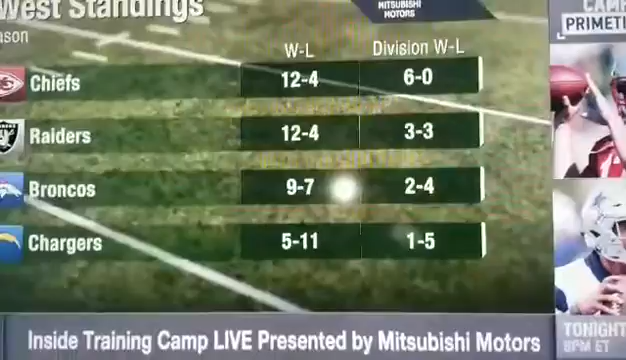 West Standings
MITSUBISHI
MOTORS
W-L Division W-L
Chiefs 12-4 6-0
Raiders 12-4 3-3
Broncos 9-7 2-4
Chargers 5-11 1-5
Inside Training Camp LIVE Presented by Mitsubishi Motors
CAMP
PRIMETI
TONIGHT
8PM ET